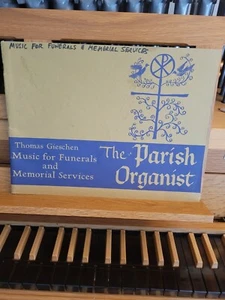 MUSIC FOR FUNERALS & MEMORIAL SERVICES
Thomas Gieschen
Music for Funerals
and
Memorial Services
The Parish
Organist